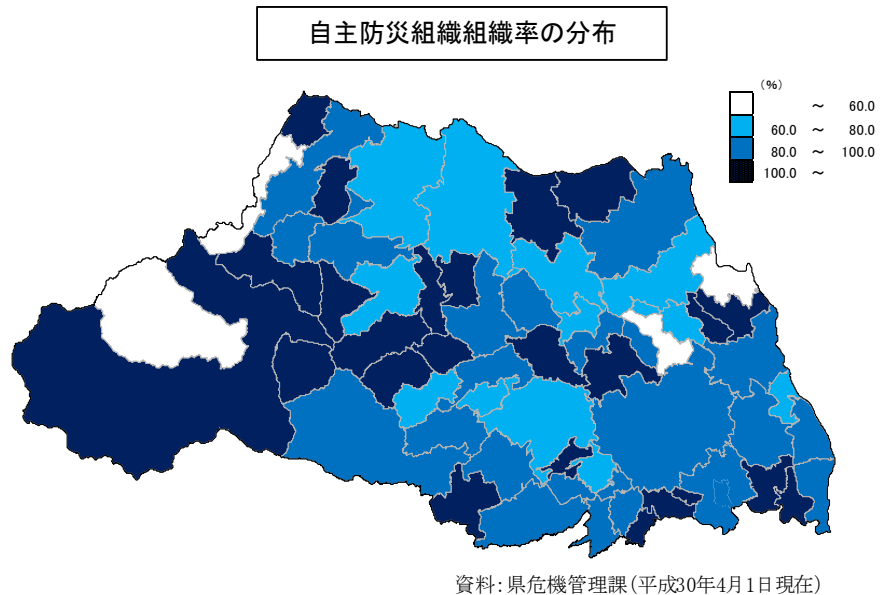 自主防災組織組織率の分布
(%)
～ 60.0
60.0 ～ 80.0
80.0 ～ 100.0
100.0 ～
資料:県危機管理課(平成30年4月1日現在)